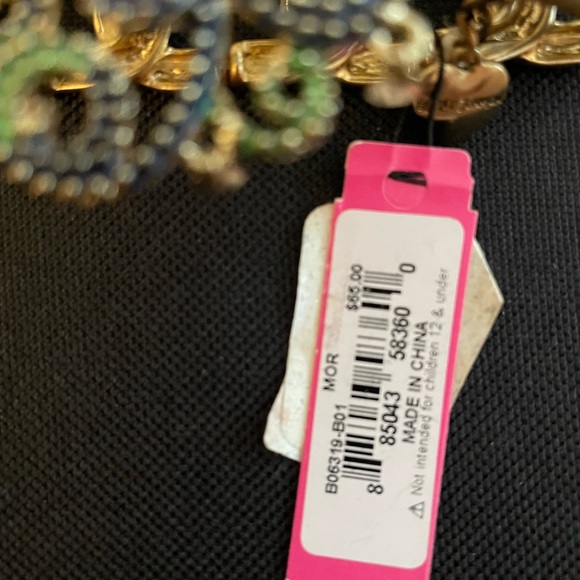 $65.00
B06319-B01 MOR
8 85043 58360 0
MADE IN CHINA
⚠ Not intended for children 12 & under